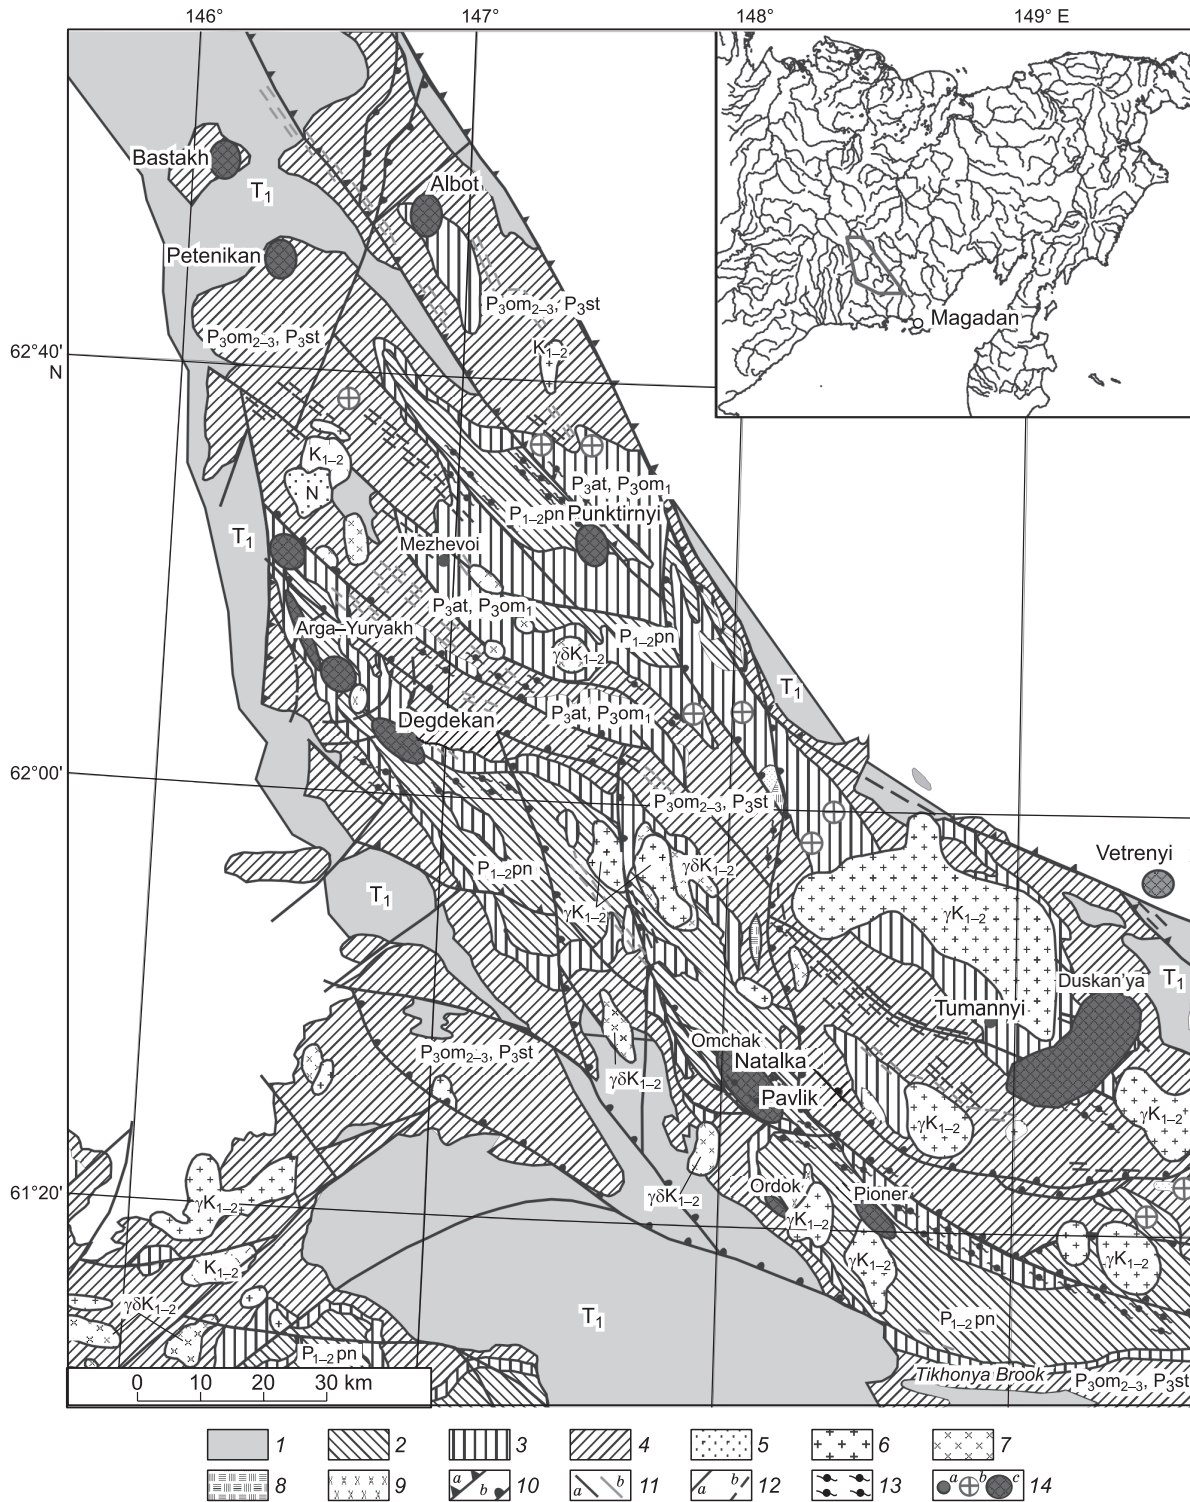 146° 147° 148° 149° E
Bastakh
T1
Albot
Petenikan
P3om2–3, P3st
P3om2–3, P3st
Magadan
62°40'
N
K1–2
K1–2
N
P3at, P3om1
P1–2pn Punktirnyi
T1
Mezhevoi
P3at, P3om1
Arga–Yuryakh
P1–2pn
γδK1–2
T1
P3at, P3om1
Degdekan
62°00'
P3om2–3, P3st
Vetrenyi
P1–2pn
γδK1–2
T1
γK1–2
γK1–2
T1
Duskan'ya
Tumannyi
Omchak
Natalka
P3om2–3, P3st
γδK1–2
Pavlik
γK1–2
γK1–2
61°20'
γK1–2
γδK1–2
Ordok
Pioner
γK1–2
K1–2
γK1–2
γK1–2
γδK1–2
T1
P1–2pn
P1–2pn
Tikhonya Brook
P3om2–3, P3st
0 10 20 30 km
1 2 3 4 5 6 7
8 9 a b 10 a b 11 a b 12 13 a b c 14